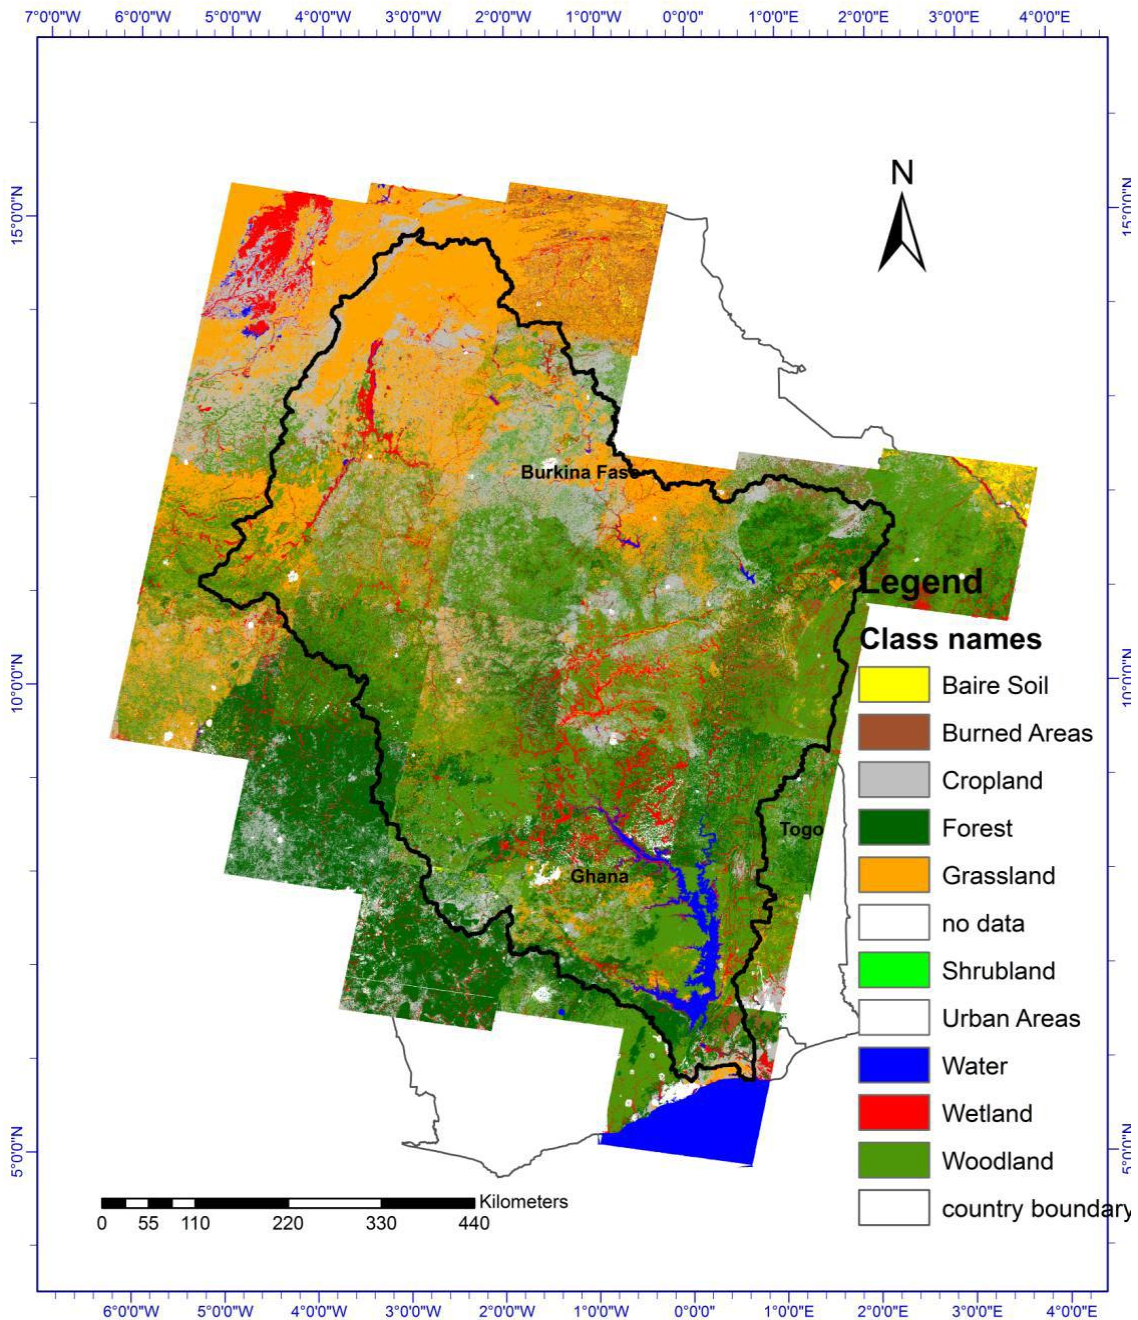 7°0'0"W 6°0'0"W 5°0'0"W 4°0'0"W 3°0'0"W 2°0'0"W 1°0'0"W 0°0'0" 1°0'0"E 2°0'0"E 3°0'0"E 4°0'0"E
N
15°0'0"N 15°0'0"N
Burkina Faso
Legend
Class names
10°0'0"N 10°0'0"N
Baire Soil
Burned Areas
Cropland
Forest
Togo
Grassland
Ghana
no data
Shrubland
Urban Areas
Water
Wetland
5°0'0"N 5°0'0"N
Woodland
country boundary
Kilometers
0 55 110 220 330 440
6°0'0"W 5°0'0"W 4°0'0"W 3°0'0"W 2°0'0"W 1°0'0"W 0°0'0" 1°0'0"E 2°0'0"E 3°0'0"E 4°0'0"E